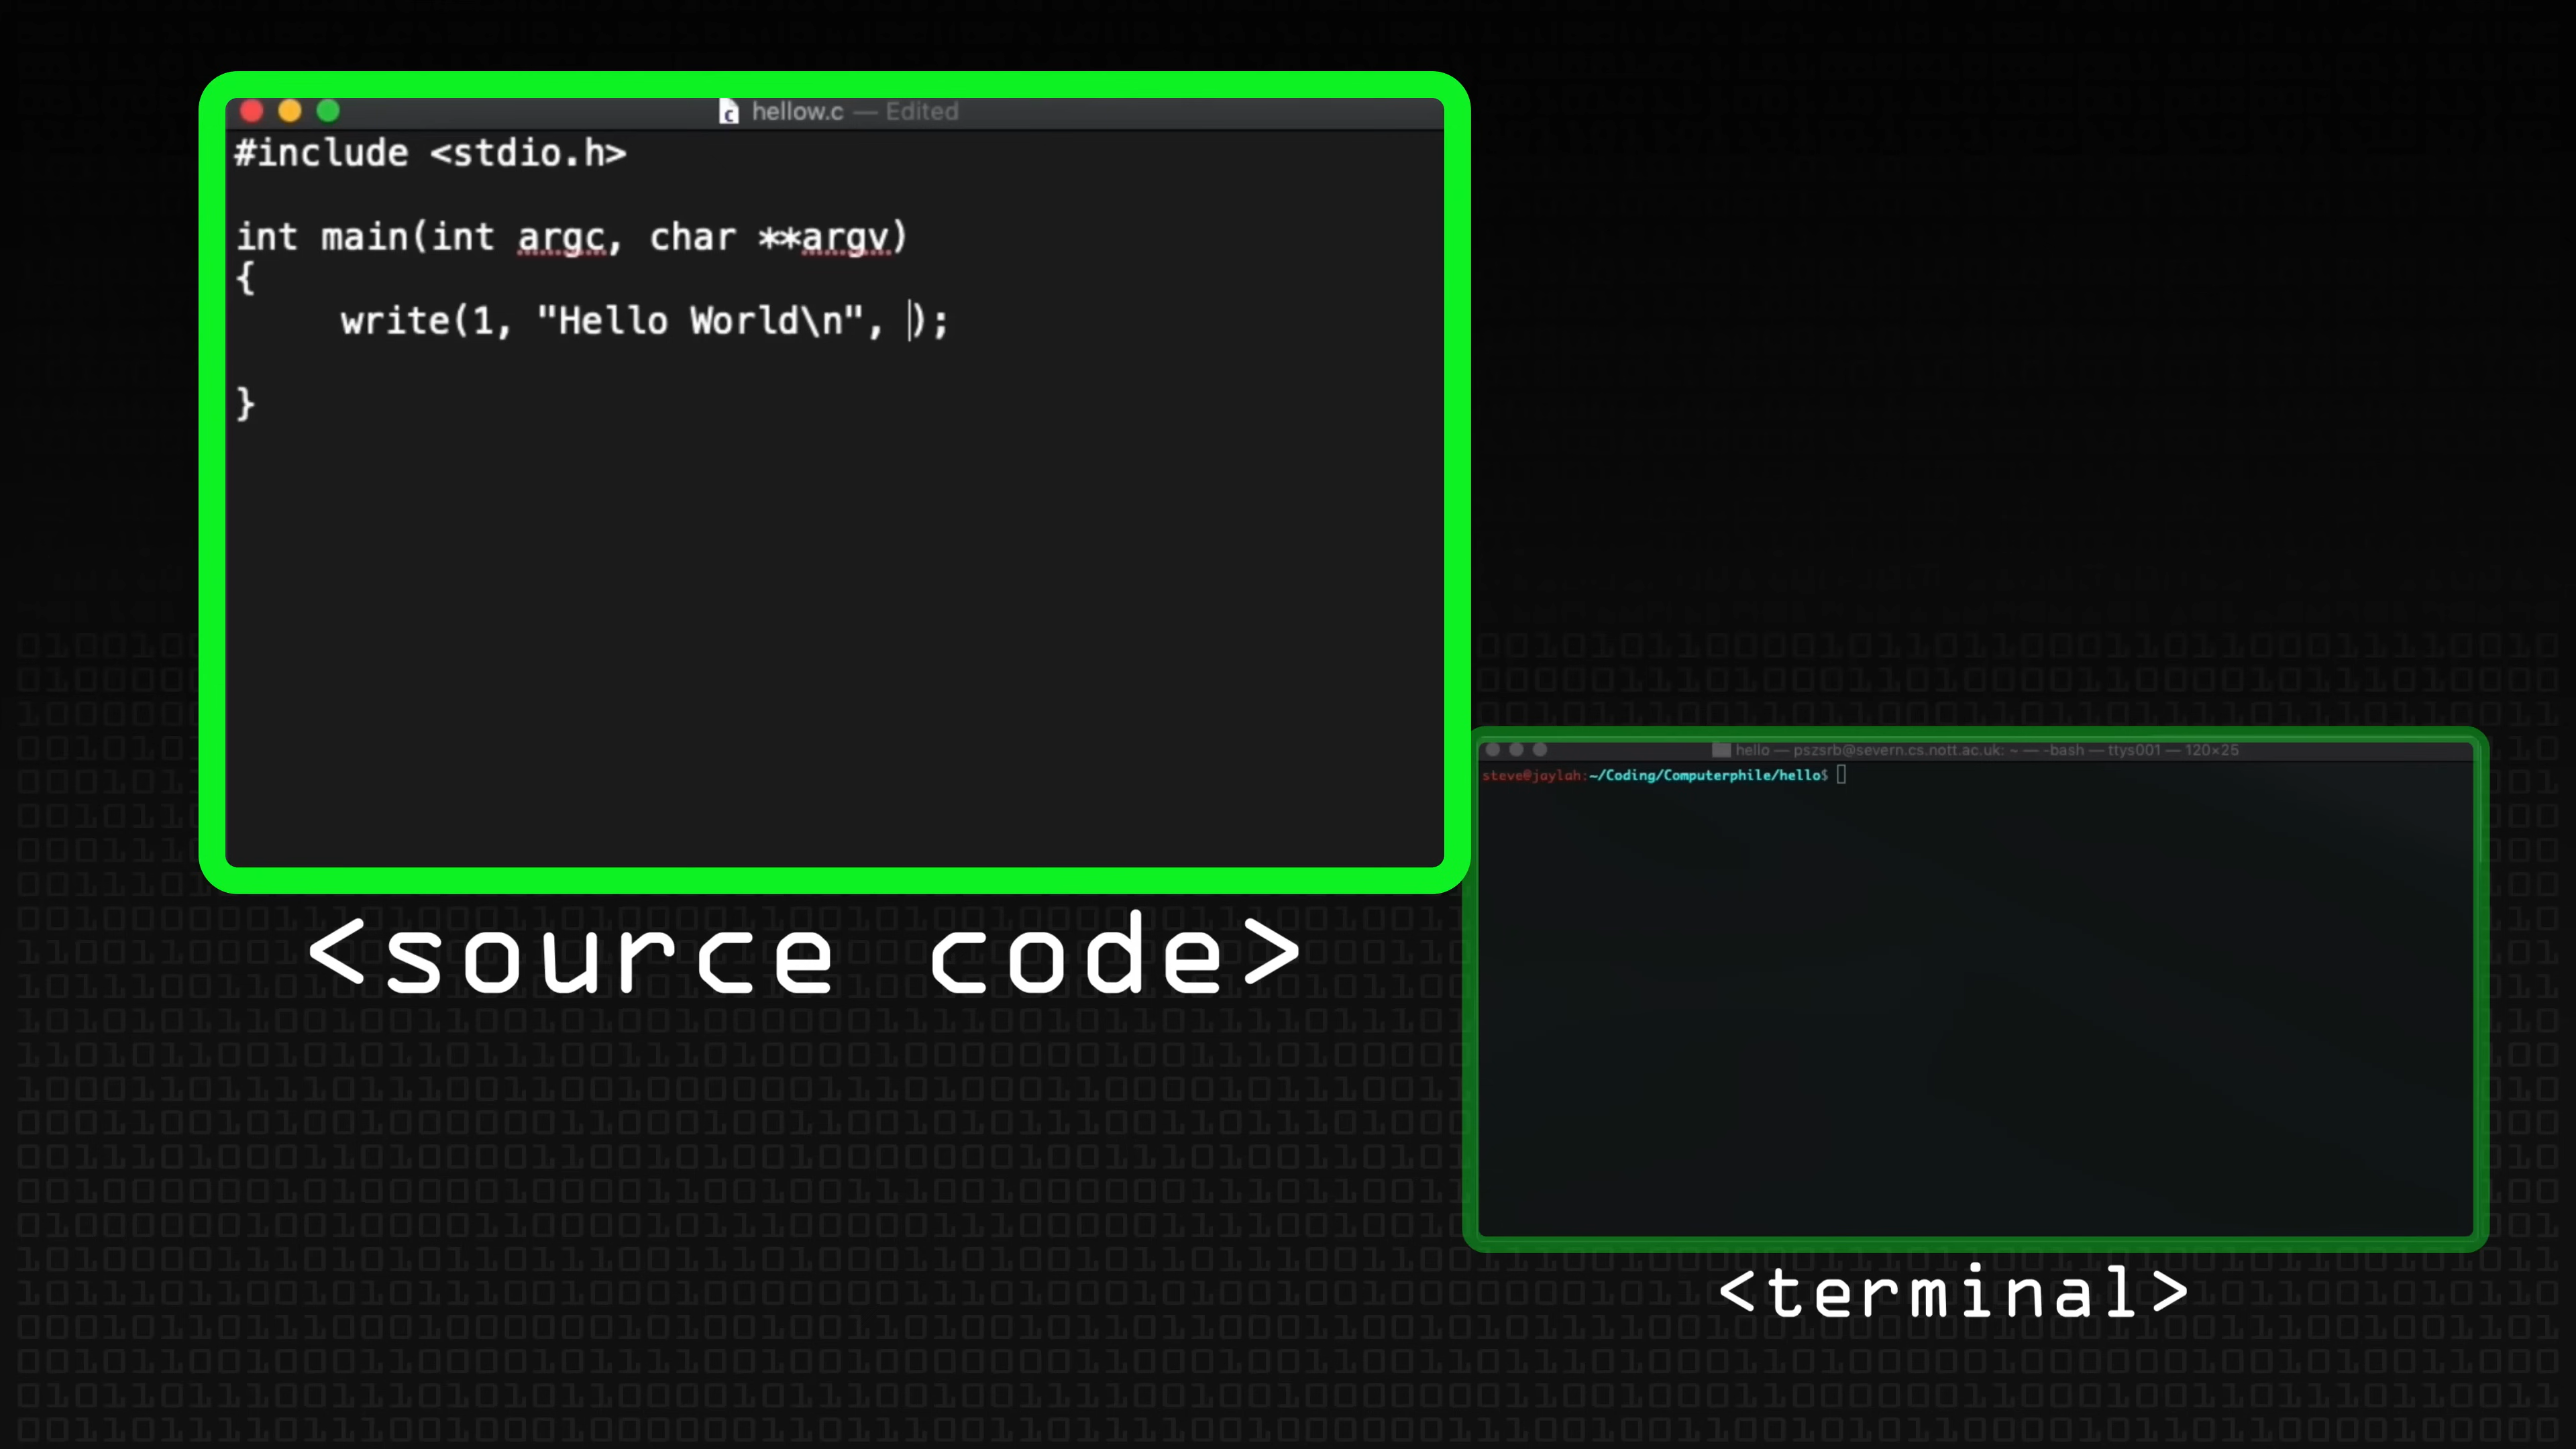 hellow.c — Edited
#include <stdio.h>
int main(int argc, char **argv)
{
write(1, "Hello World\n", );
}
<source code>
hello — pszsrb@severn.cs.nott.ac.uk: ~ — -bash — ttys001 — 120×25
steve@jaylah:~/Coding/Computerphile/hello$
<terminal>